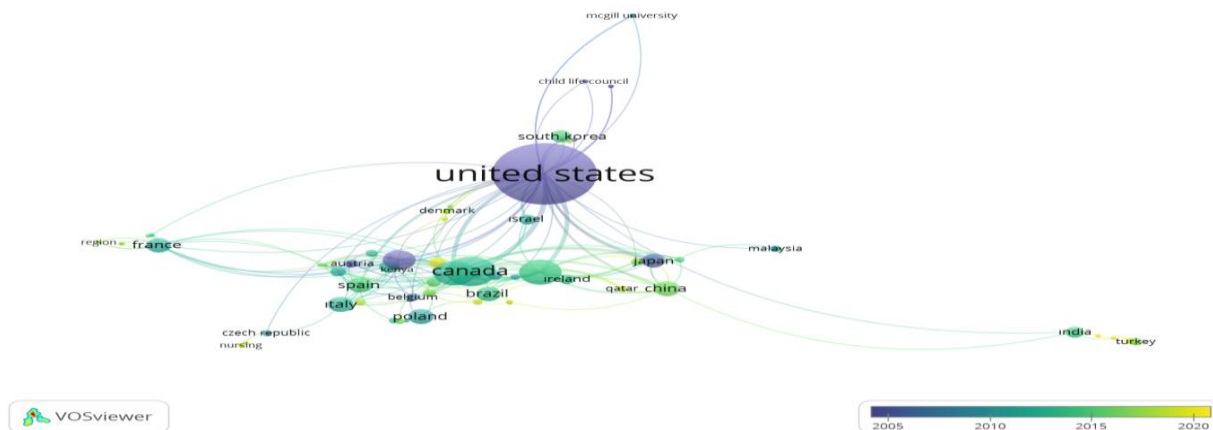 mcgill university
child life council
south korea
united states
denmark
israel
region
france
malaysia
austria
kenya
japan
canada
ireland
spain
qatar
china
belgium
brazil
italy
poland
czech republic
nursing
india
turkey
VOSviewer
2005 2010 2015 2020